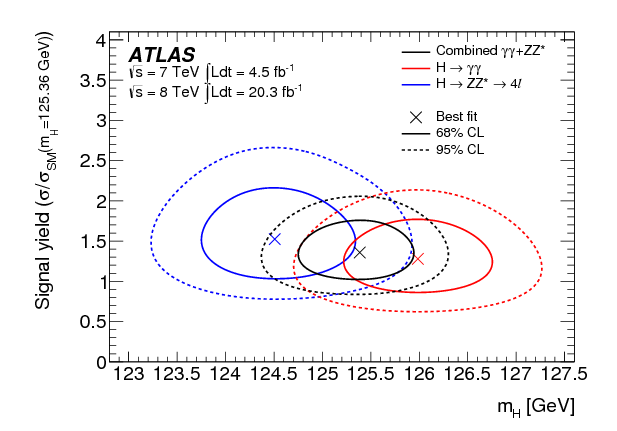 ATLAS
√s = 7 TeV ∫Ldt = 4.5 fb⁻¹
√s = 8 TeV ∫Ldt = 20.3 fb⁻¹
Combined γγ+ZZ*
H → γγ
H → ZZ* → 4l
Best fit
68% CL
95% CL
Signal yield (σ/σ_SM(m_H=125.36 GeV))
4
3.5
3
2.5
2
1.5
1
0.5
0
123 123.5 124 124.5 125 125.5 126 126.5 127 127.5
m_H [GeV]